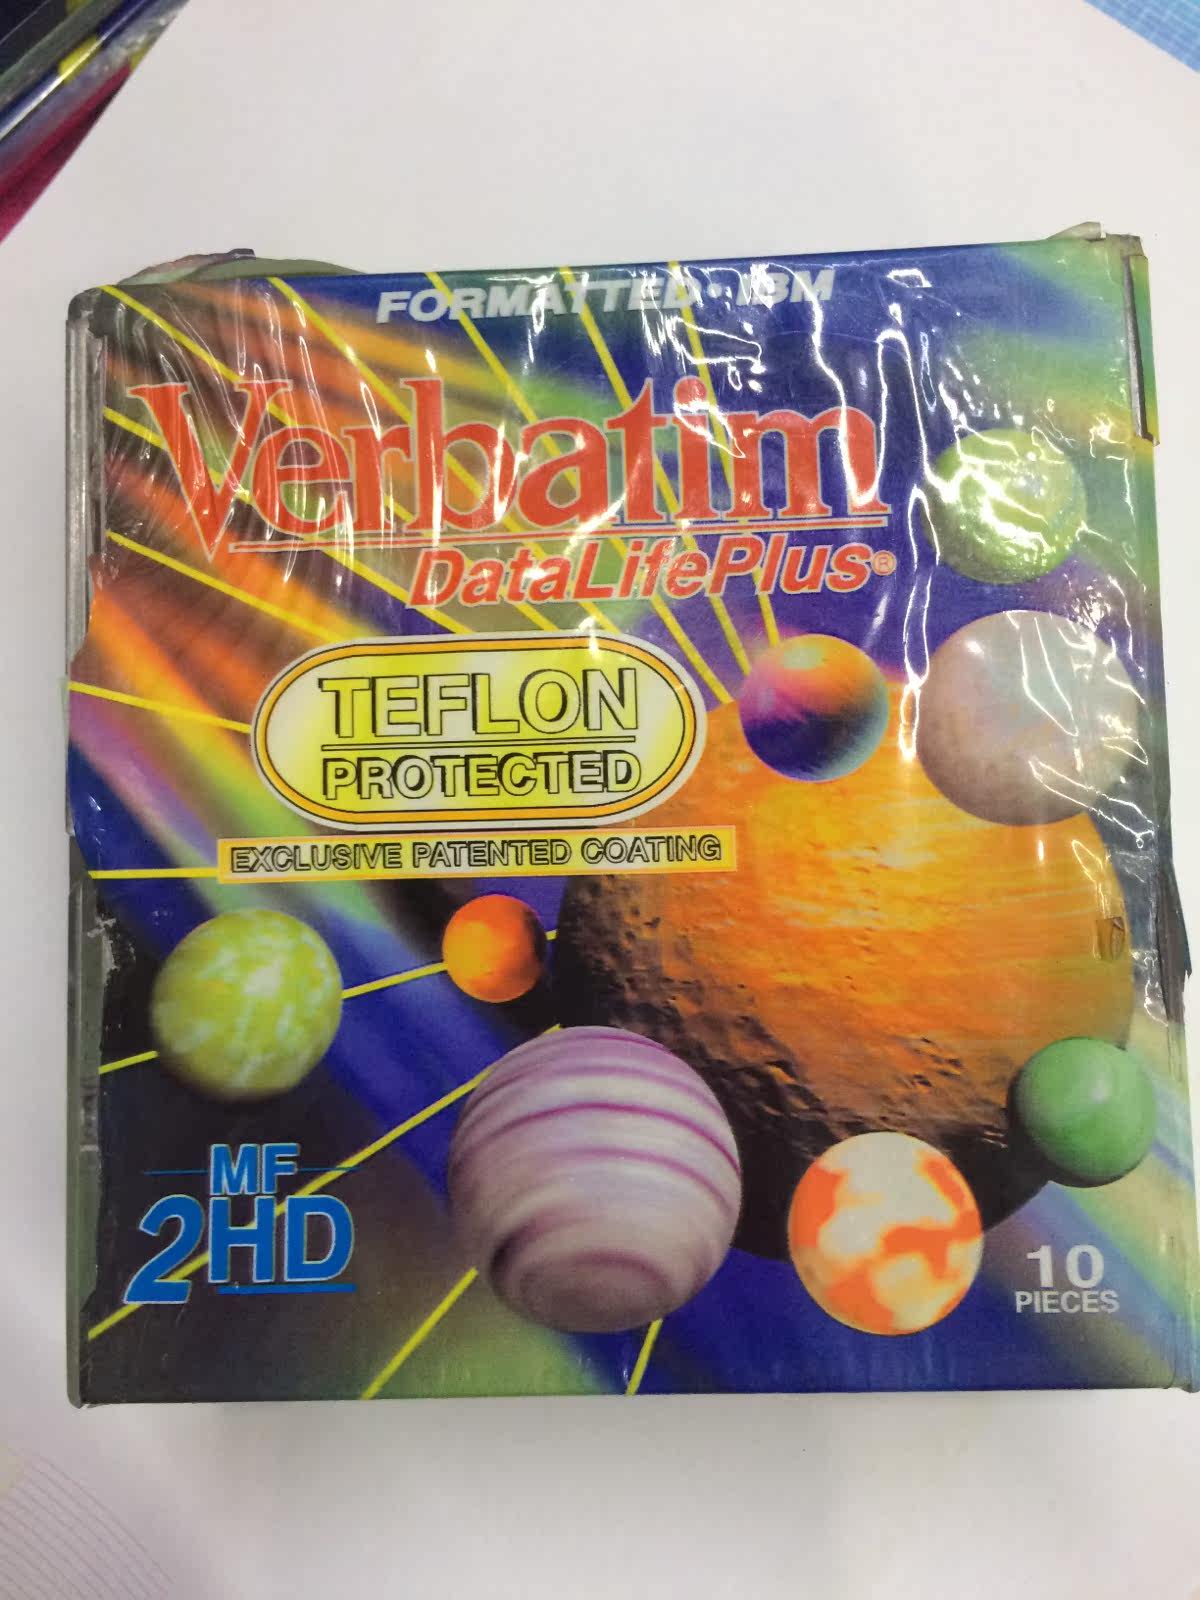 FORMATTED • IBM
Verbatim
DataLifePlus®
TEFLON
PROTECTED
EXCLUSIVE PATENTED COATING
MF
2HD
10
PIECES